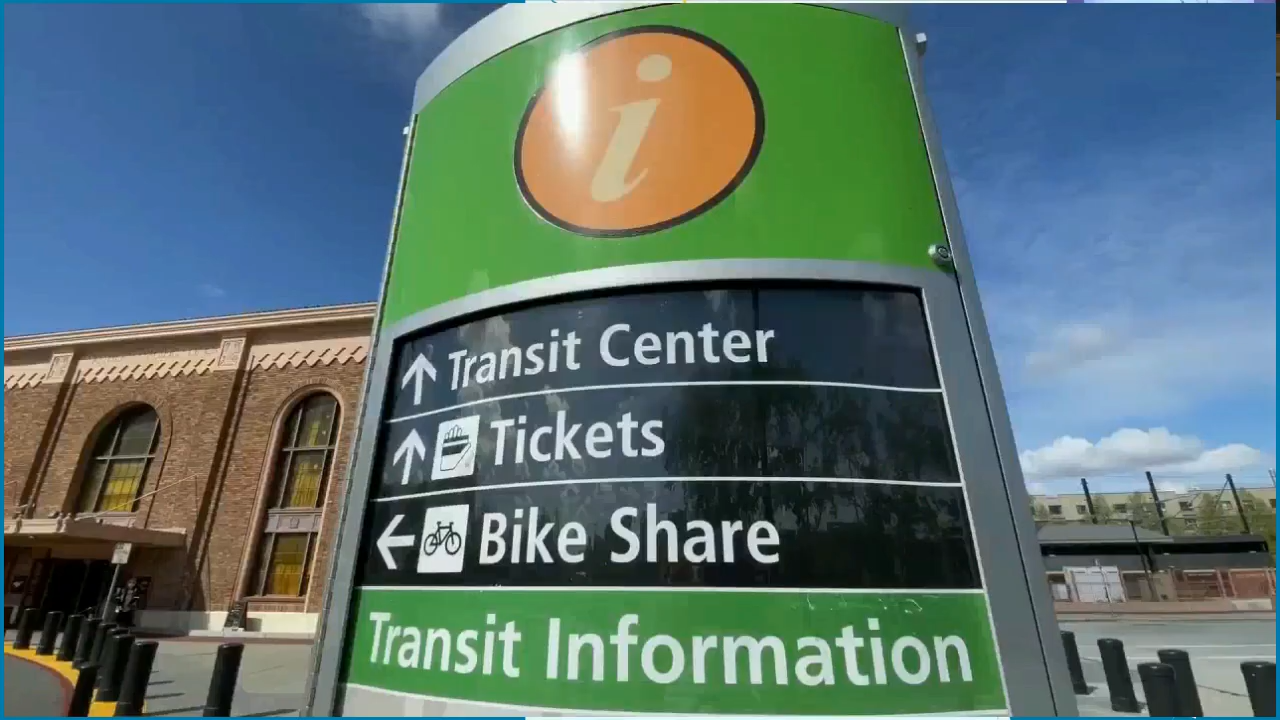 i
Transit Center
Tickets
Bike Share
Transit Information